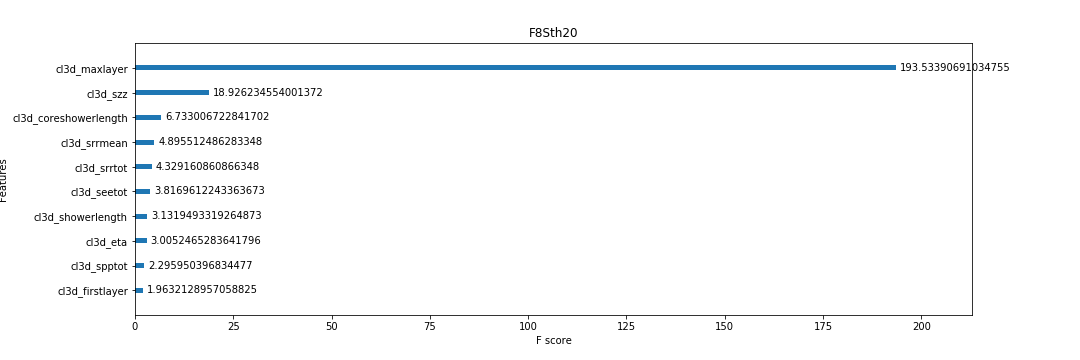 F8Sth20
cl3d_maxlayer 193.53390691034755
cl3d_szz 18.926234554001372
cl3d_coreshowerlength 6.733006722841702
cl3d_srrmean 4.895512486283348
cl3d_srrtot 4.329160860866348
cl3d_seetot 3.8169612243363673
cl3d_showerlength 3.1319493319264873
cl3d_eta 3.0052465283641796
cl3d_spptot 2.295950396834477
cl3d_firstlayer 1.9632128957058825
Features
0 25 50 75 100 125 150 175 200
F score